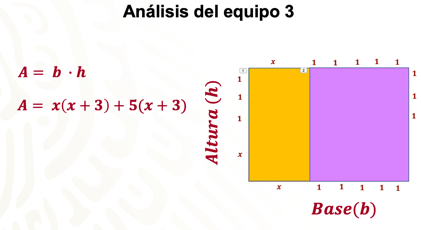 Análisis del equipo 3
A = b · h
A = x(x + 3) + 5(x + 3)
Altura (h)
x 1 1 1 1 1
1 1
1 1
1 1
x
x 1 1 1 1 1
Base(b)